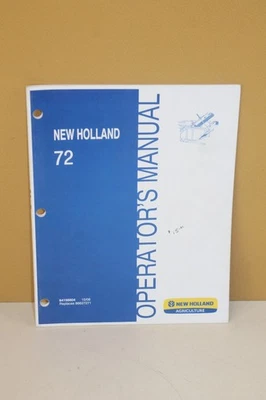 NEW HOLLAND
72
OPERATOR'S MANUAL
NEW HOLLAND
AGRICULTURE